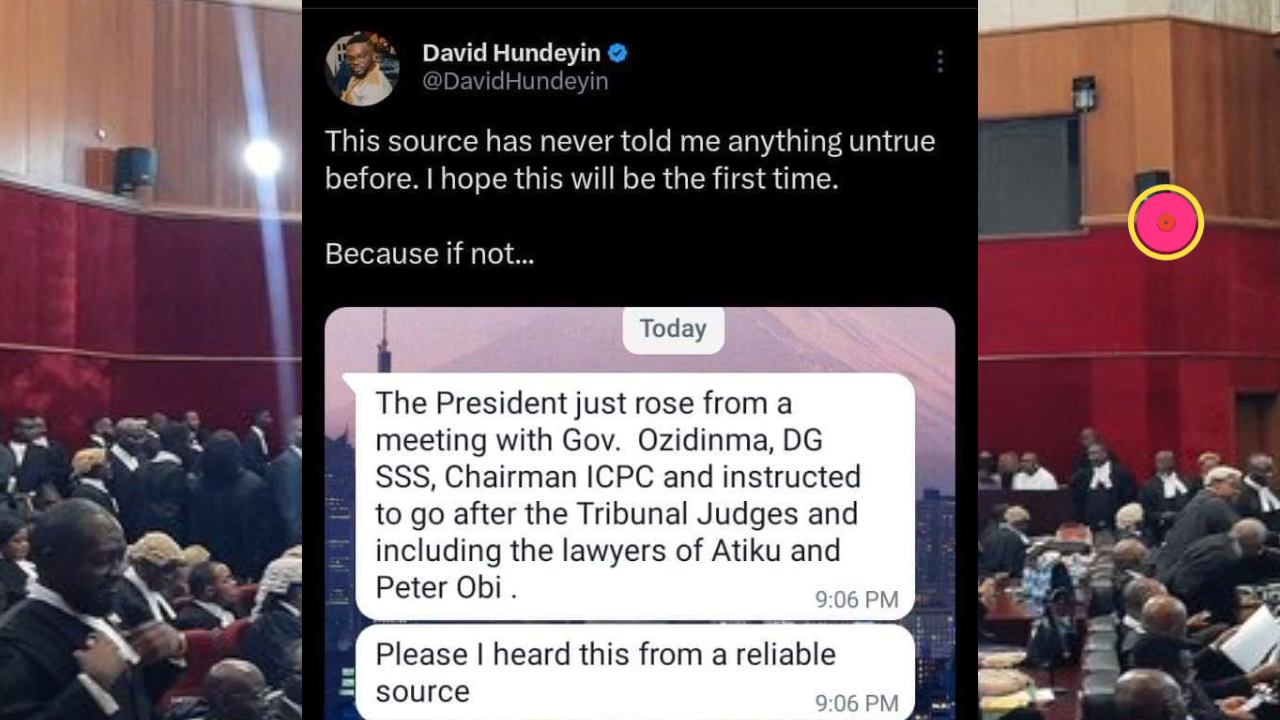 David Hundeyin
@DavidHundeyin
This source has never told me anything untrue
before. I hope this will be the first time.
Because if not...
Today
The President just rose from a
meeting with Gov. Ozidinma, DG
SSS, Chairman ICPC and instructed
to go after the Tribunal Judges and
including the lawyers of Atiku and
Peter Obi .
9:06 PM
Please I heard this from a reliable
source
9:06 PM